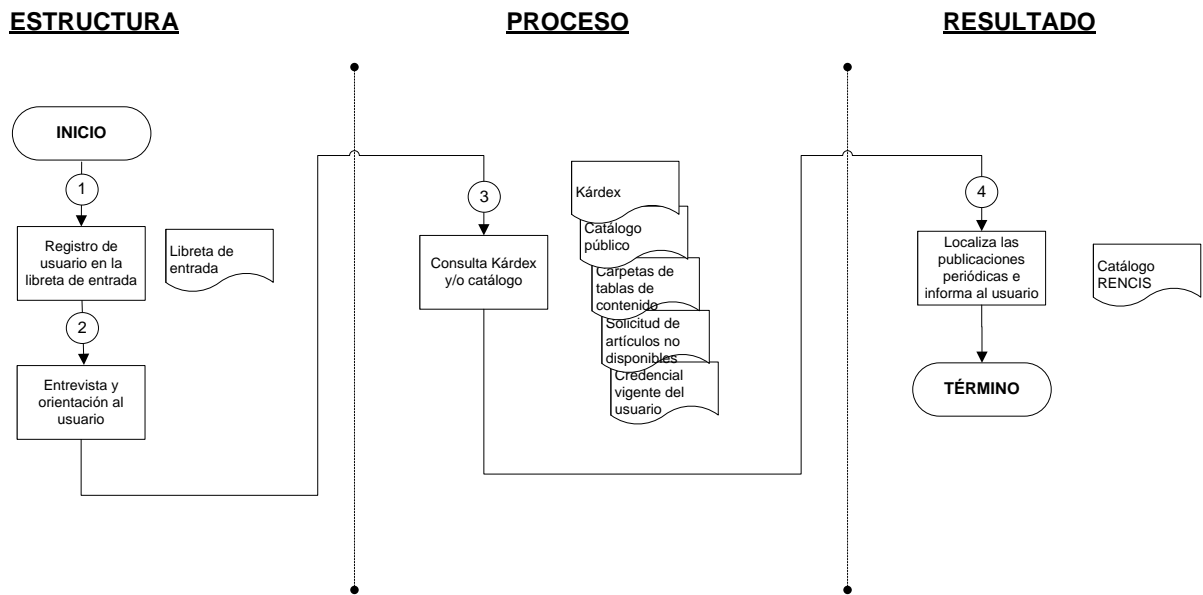 ESTRUCTURA
PROCESO
RESULTADO
INICIO
1
Registro de
usuario en la
libreta de entrada
Libreta de
entrada
2
Entrevista y
orientación al
usuario
3
Consulta Kárdex
y/o catálogo
Kárdex
Catálogo
público
Carpetas de
tablas de
contenido
Solicitud de
artículos no
disponibles
Credencial
vigente del
usuario
4
Localiza las
publicaciones
periódicas e
informa al usuario
Catálogo
RENCIS
TÉRMINO